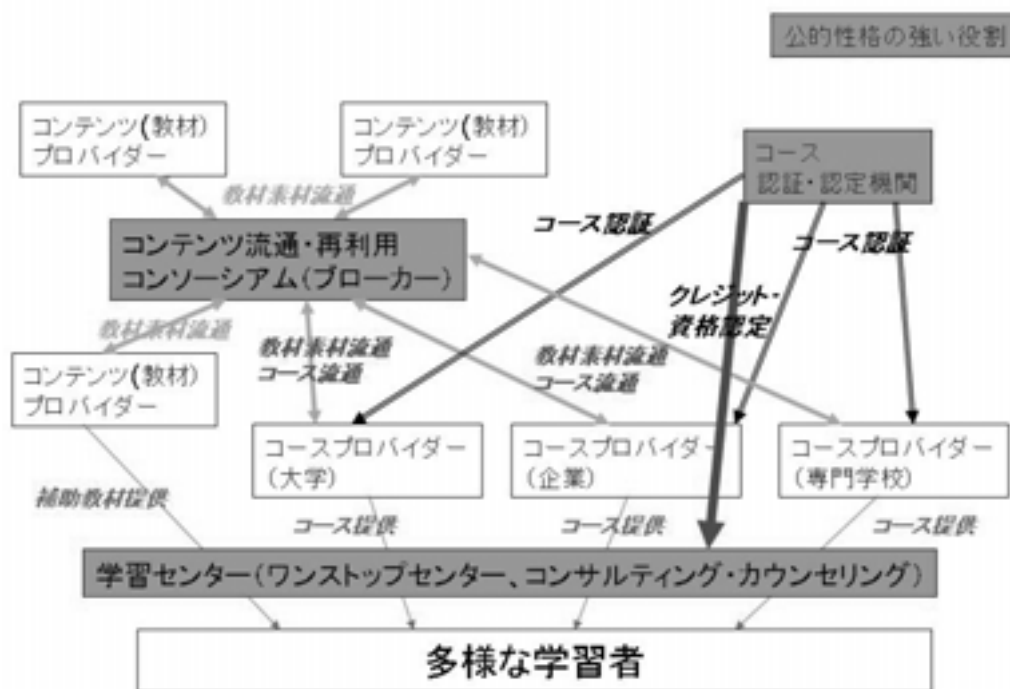 公的性格の強い役割
コンテンツ(教材)
プロバイダー
コンテンツ(教材)
プロバイダー
コース
認証・認定機関
教材素材流通
コース認証
コース認証
コンテンツ流通・再利用
コンソーシアム(ブローカー)
クレジット・
資格認定
教材素材流通
教材素材流通
コース流通
教材素材流通
コース流通
コンテンツ(教材)
プロバイダー
コースプロバイダー
(大学)
コースプロバイダー
(企業)
コースプロバイダー
(専門学校)
補助教材提供
コース提供
コース提供
コース提供
学習センター(ワンストップセンター、コンサルティング・カウンセリング)
多様な学習者